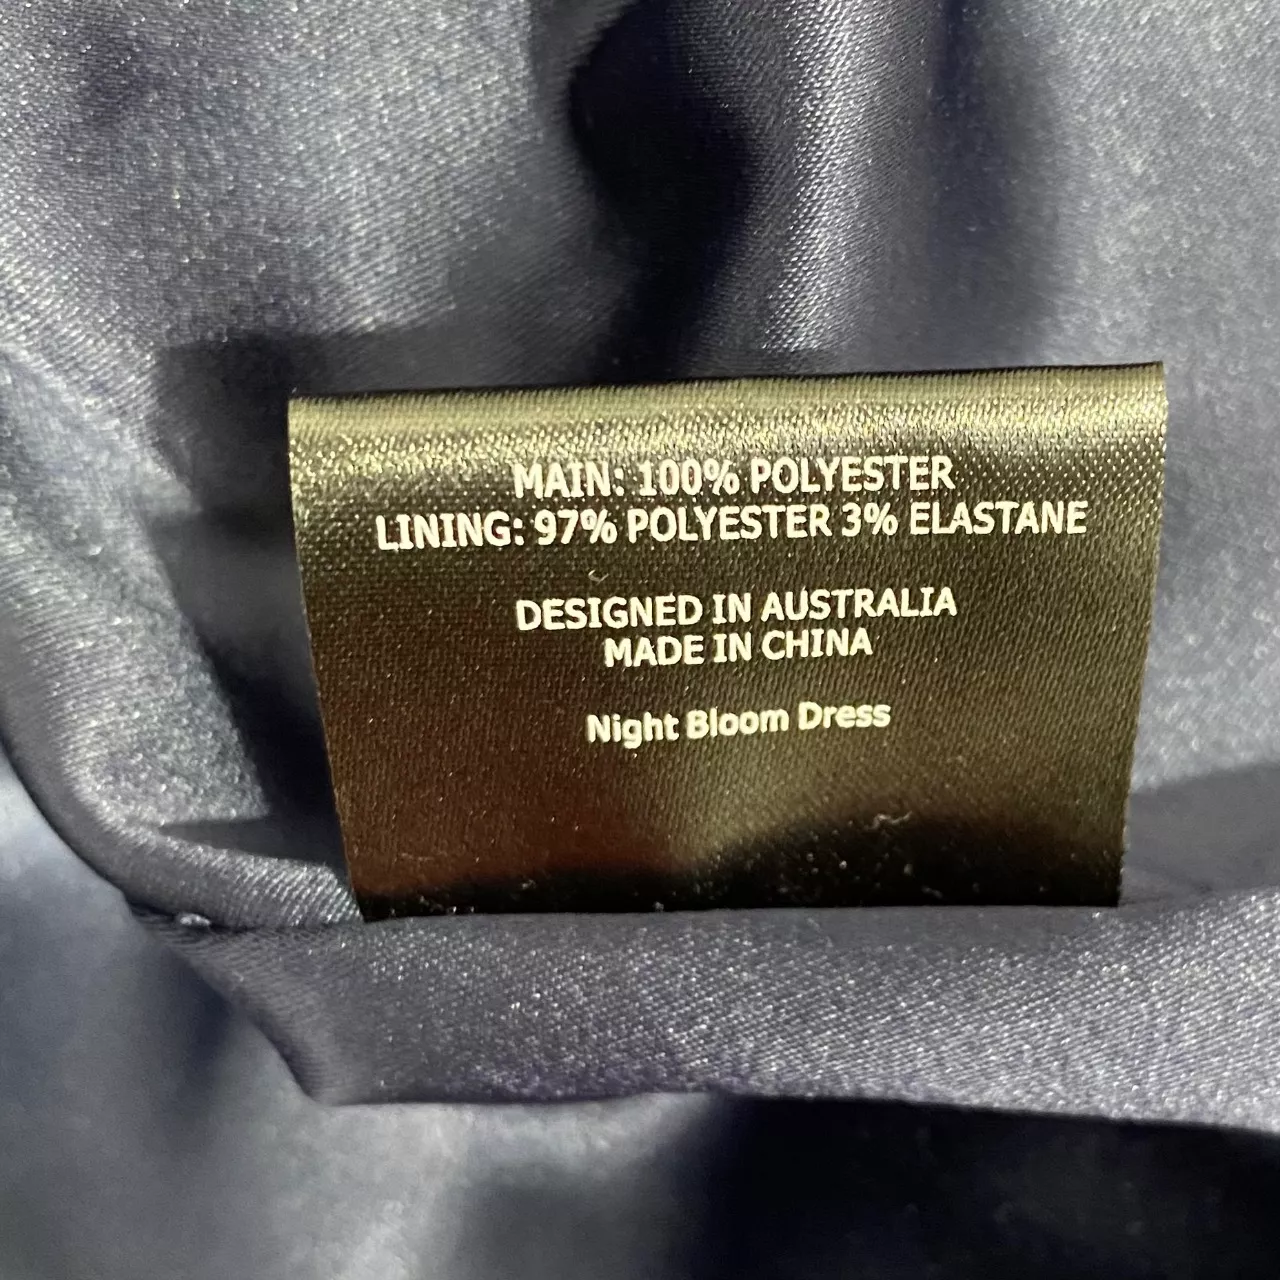 MAIN: 100% POLYESTER
LINING: 97% POLYESTER 3% ELASTANE
DESIGNED IN AUSTRALIA
MADE IN CHINA
Night Bloom Dress